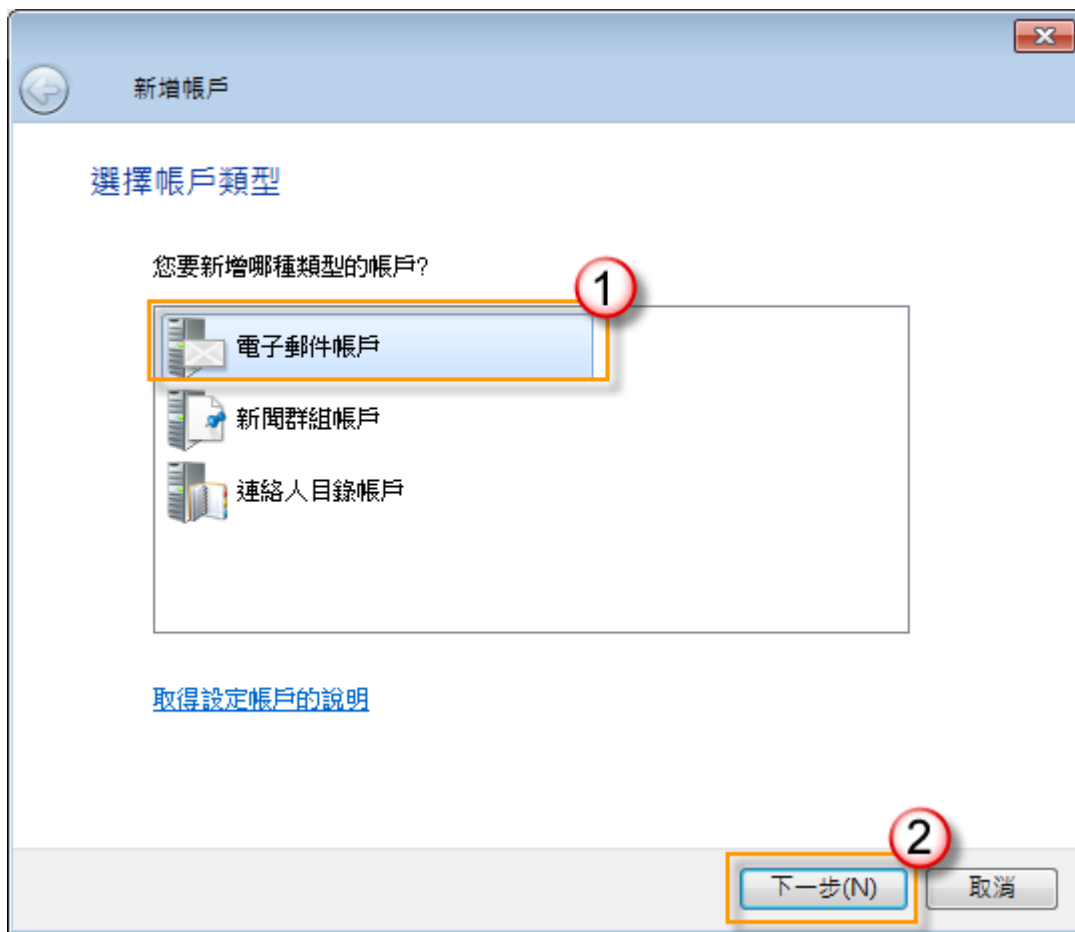 新增帳戶
選擇帳戶類型
您要新增哪種類型的帳戶?
1
電子郵件帳戶
新聞群組帳戶
連絡人目錄帳戶
取得設定帳戶的說明
2
下一步(N) 取消